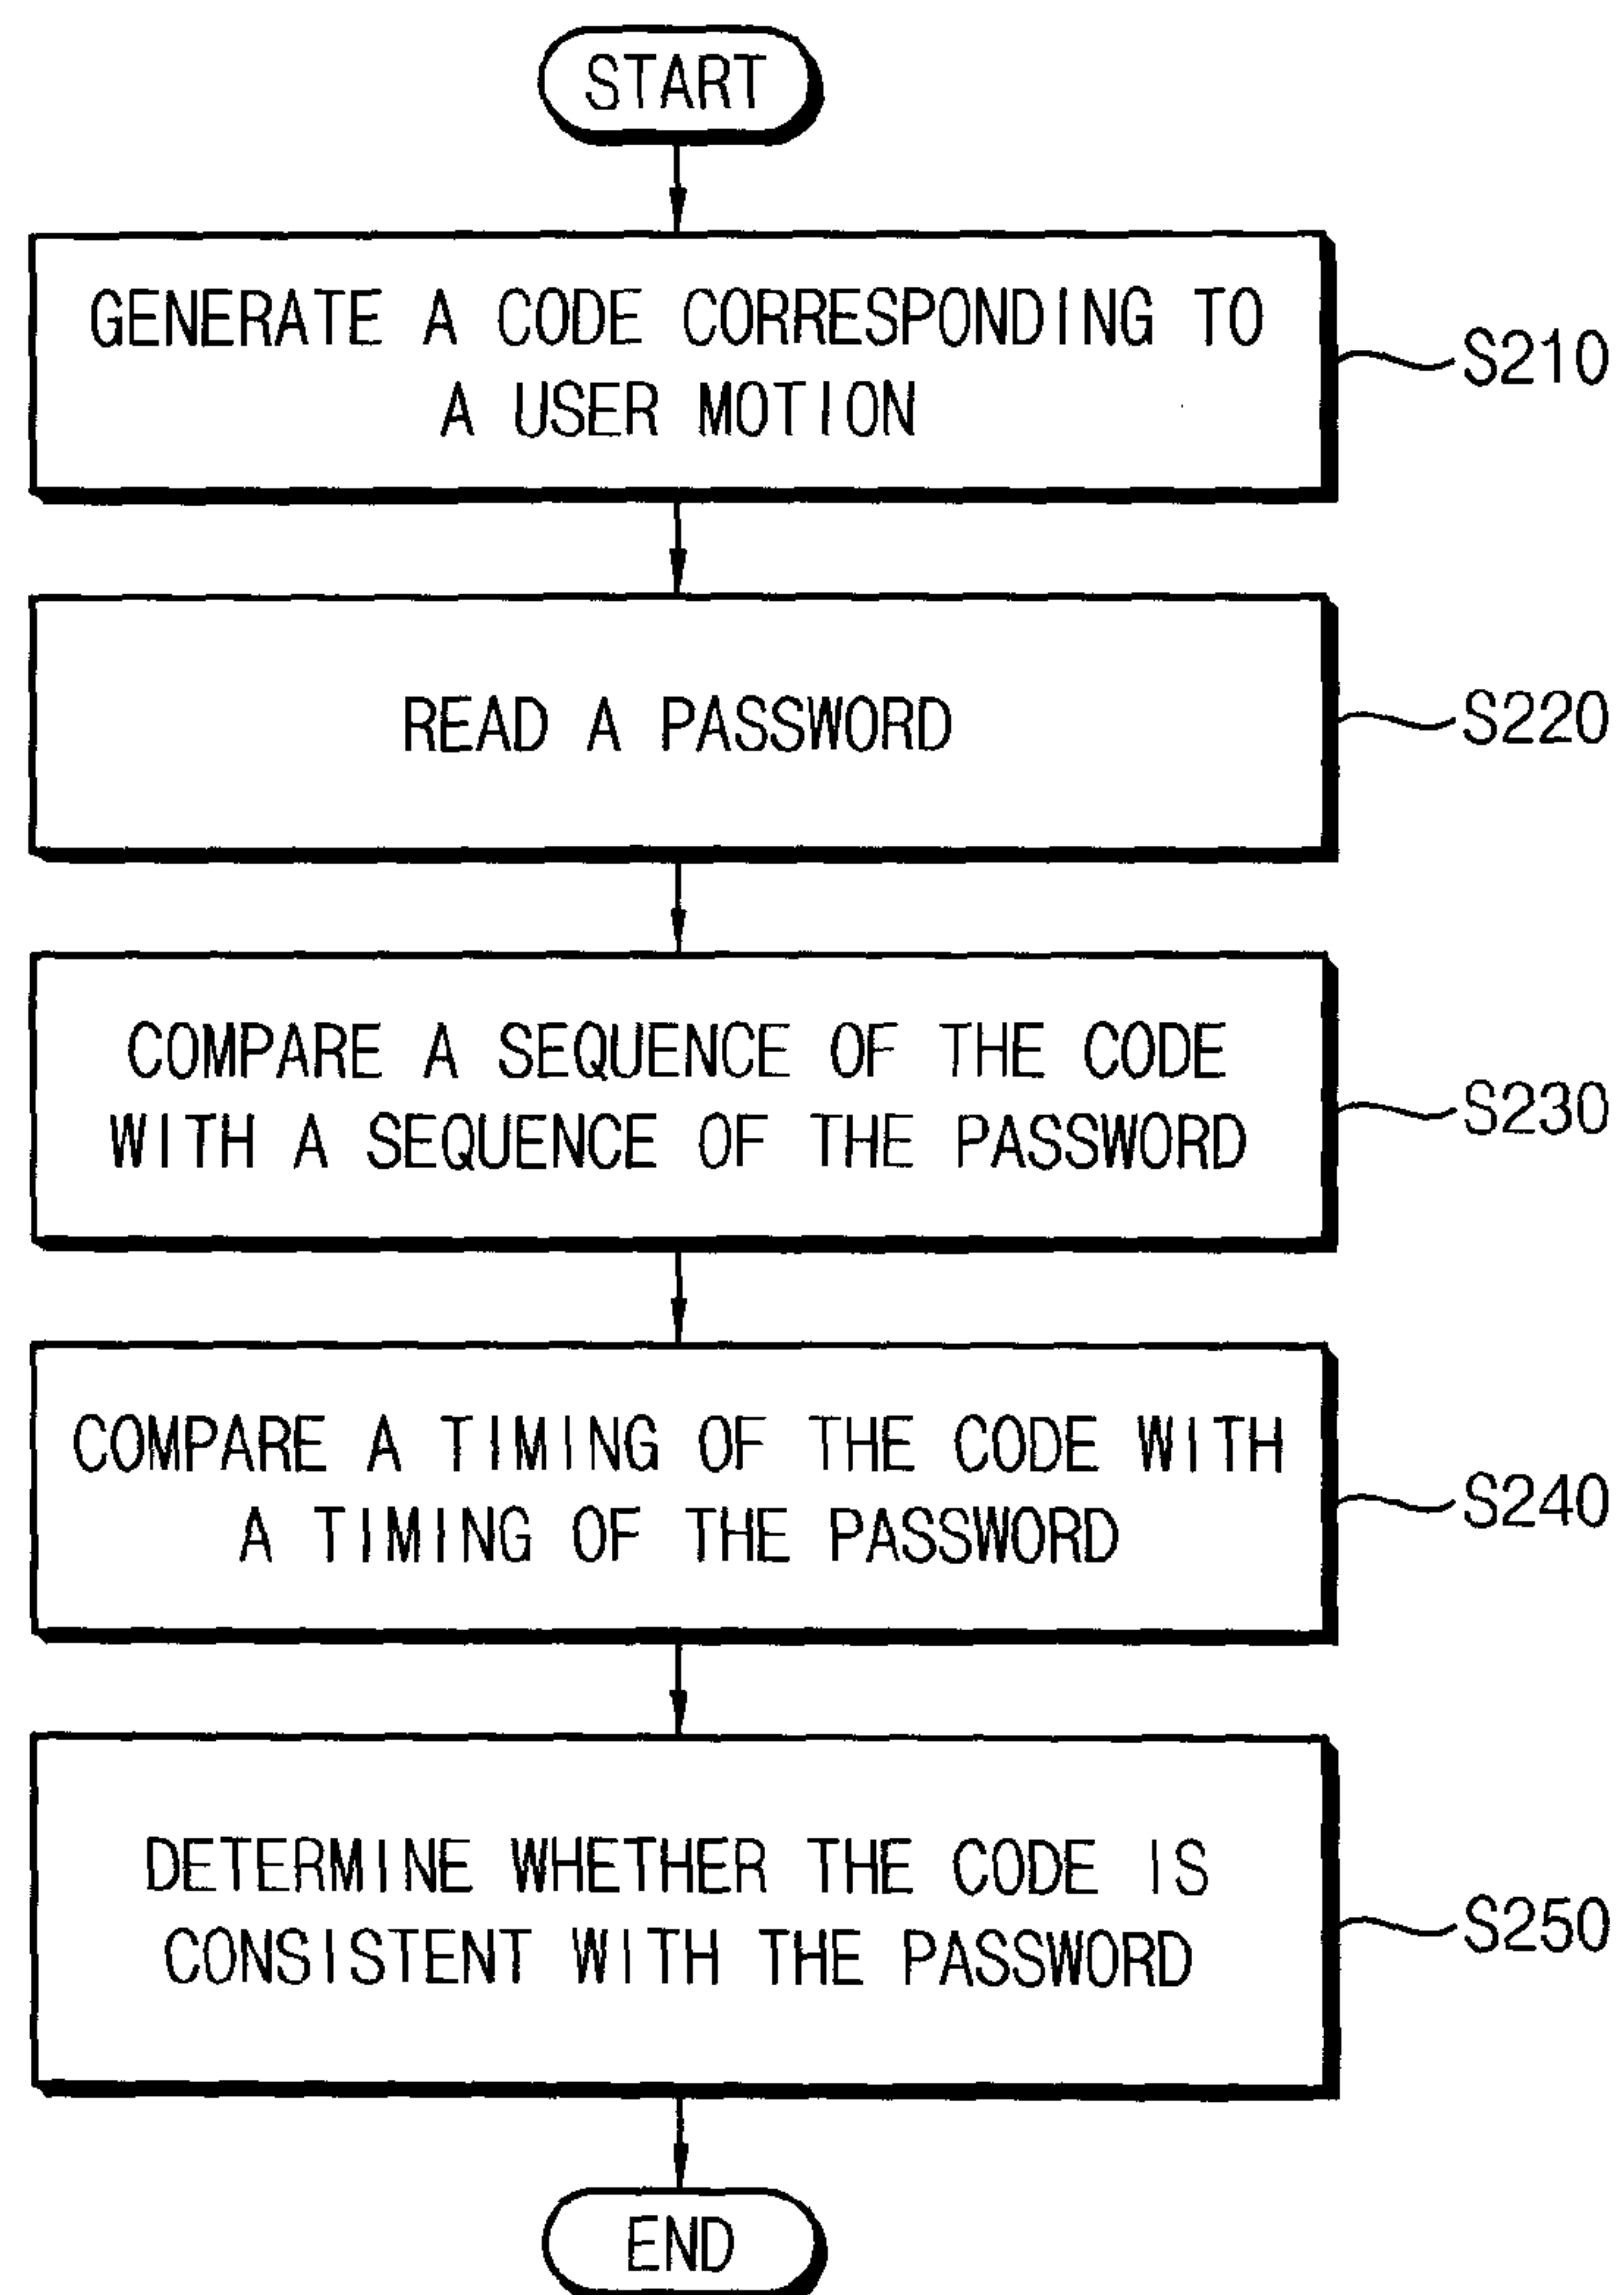 START
GENERATE A CODE CORRESPONDING TO
A USER MOTION
S210
READ A PASSWORD
S220
COMPARE A SEQUENCE OF THE CODE
WITH A SEQUENCE OF THE PASSWORD
S230
COMPARE A TIMING OF THE CODE WITH
A TIMING OF THE PASSWORD
S240
DETERMINE WHETHER THE CODE IS
CONSISTENT WITH THE PASSWORD
S250
END